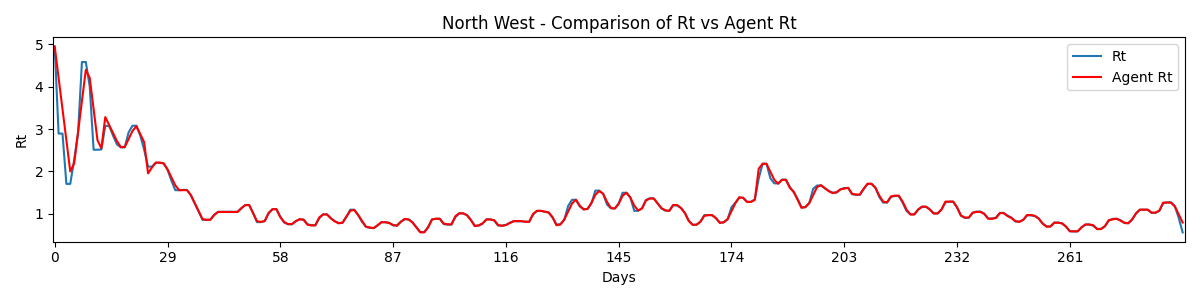 North West - Comparison of Rt vs Agent Rt
Rt
Agent Rt
5
4
3
2
1
Rt
0 29 58 87 116 145 174 203 232 261
Days